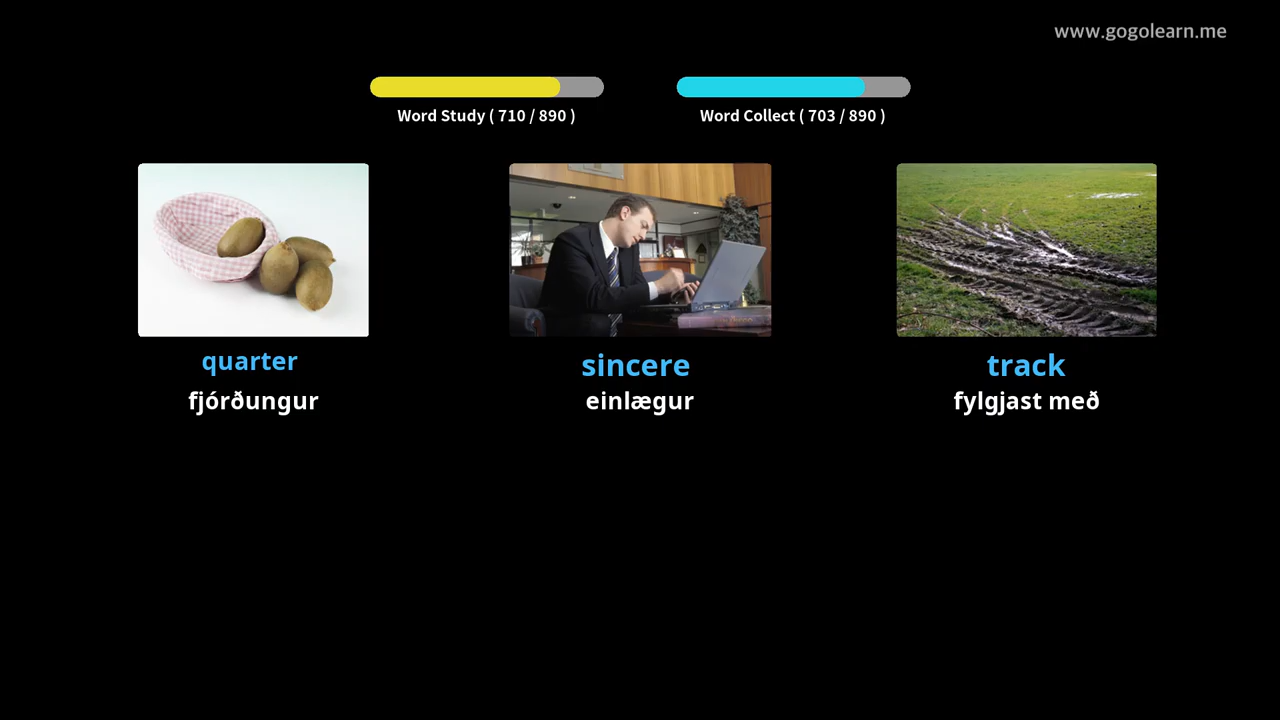 www.gogolearn.me
Word Study ( 710 / 890 )
Word Collect ( 703 / 890 )
quarter
fjórðungur
sincere
einlægur
track
fylgjast með